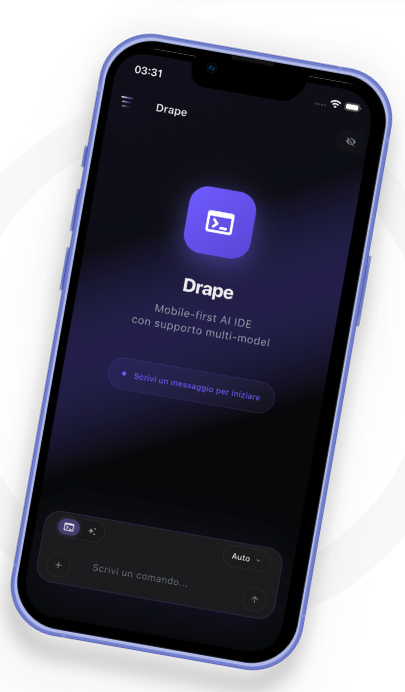 03:31
Drape
Drape
Mobile-first AI IDE
con supporto multi-model
Scrivi un messaggio per iniziare
Auto
Scrivi un comando...